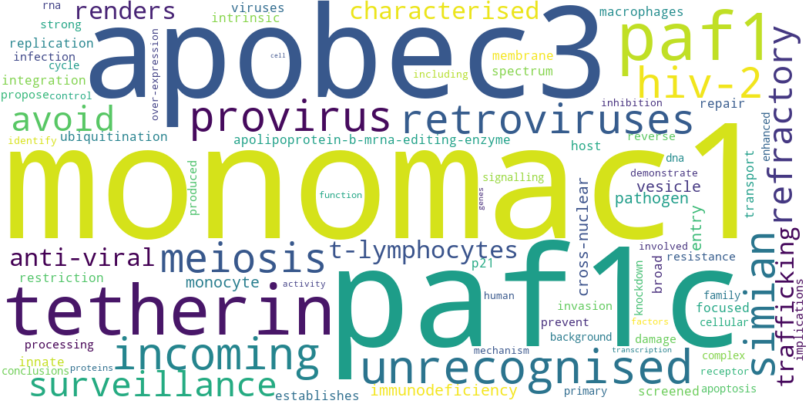 rna
renders
viruses
intrinsic
characterised
macrophages
strong
replication
infection
cycle
integration
propose
control
over-expression
apobec3
cell
including
membrane
spectrum
paf1
hiv-2
refractory
avoid
provirus
retroviruses
inhibition
repair
enhanced
identify
ubiquitination
apolipoprotein-b-mrna-editing-enzyme
host
reverse
dna
monomac1
produced
function
signalling
genes
cross-nuclear
demonstrate
vesicle
pathogen
entry
transport
anti-viral
meiosis
t-lymphocytes
p21
involved
resistance
broad
restriction
monocyte
activity
paf1c
human
invasion
knockdown
family
focused
cellular
simian
trafficking
implications
tetherin
prevent
background
factors
damage
processing
innate
conclusions
proteins
incoming
unrecognised
mechanism
transcription
complex
receptor
surveillance
establishes
immunodeficiency
primary
screened
apoptosis